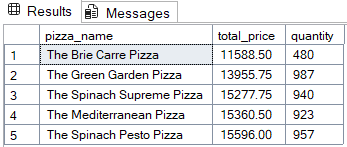 Results Messages
pizza_name total_price quantity
1 The Brie Carre Pizza 11588.50 480
2 The Green Garden Pizza 13955.75 987
3 The Spinach Supreme Pizza 15277.75 940
4 The Mediterranean Pizza 15360.50 923
5 The Spinach Pesto Pizza 15596.00 957